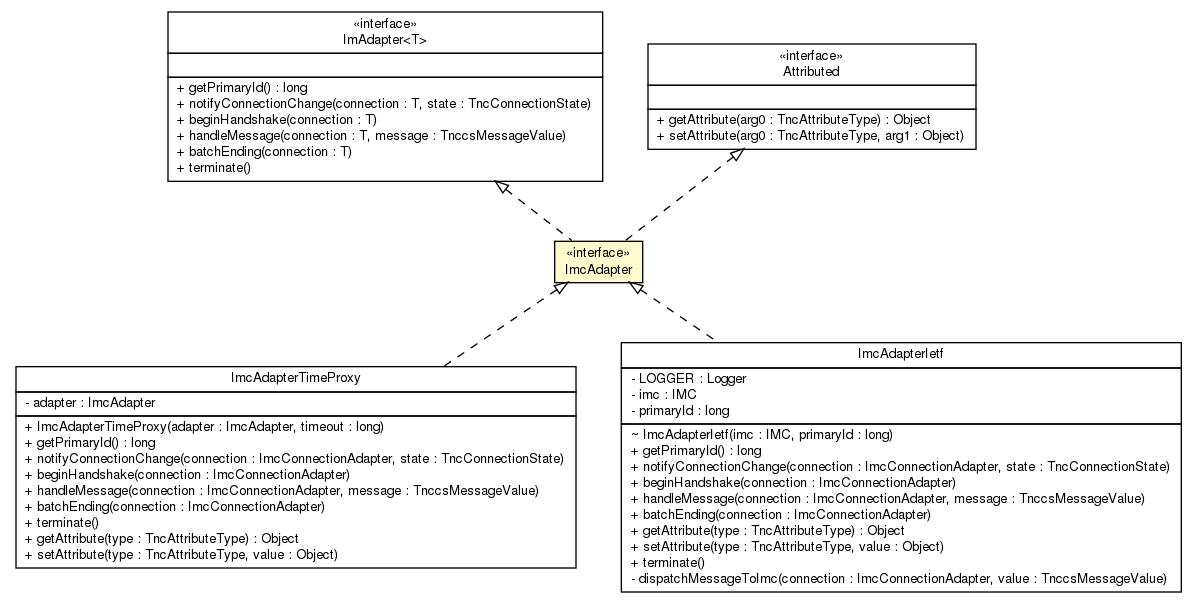 «interface»
ImAdapter<T>
+ getPrimaryId() : long
+ notifyConnectionChange(connection : T, state : TncConnectionState)
+ beginHandshake(connection : T)
+ handleMessage(connection : T, message : TnccsMessageValue)
+ batchEnding(connection : T)
+ terminate()
«interface»
Attributed
+ getAttribute(arg0 : TncAttributeType) : Object
+ setAttribute(arg0 : TncAttributeType, arg1 : Object)
«interface»
ImcAdapter
ImcAdapterTimeProxy
- adapter : ImcAdapter
+ ImcAdapterTimeProxy(adapter : ImcAdapter, timeout : long)
+ getPrimaryId() : long
+ notifyConnectionChange(connection : ImcConnectionAdapter, state : TncConnectionState)
+ beginHandshake(connection : ImcConnectionAdapter)
+ handleMessage(connection : ImcConnectionAdapter, message : TnccsMessageValue)
+ batchEnding(connection : ImcConnectionAdapter)
+ terminate()
+ getAttribute(type : TncAttributeType) : Object
+ setAttribute(type : TncAttributeType, value : Object)
ImcAdapterIetf
- LOGGER : Logger
- imc : IMC
- primaryId : long
~ ImcAdapterIetf(imc : IMC, primaryId : long)
+ getPrimaryId() : long
+ notifyConnectionChange(connection : ImcConnectionAdapter, state : TncConnectionState)
+ beginHandshake(connection : ImcConnectionAdapter)
+ handleMessage(connection : ImcConnectionAdapter, message : TnccsMessageValue)
+ batchEnding(connection : ImcConnectionAdapter)
+ getAttribute(type : TncAttributeType) : Object
+ setAttribute(type : TncAttributeType, value : Object)
+ terminate()
- dispatchMessageToImc(connection : ImcConnectionAdapter, value : TnccsMessageValue)